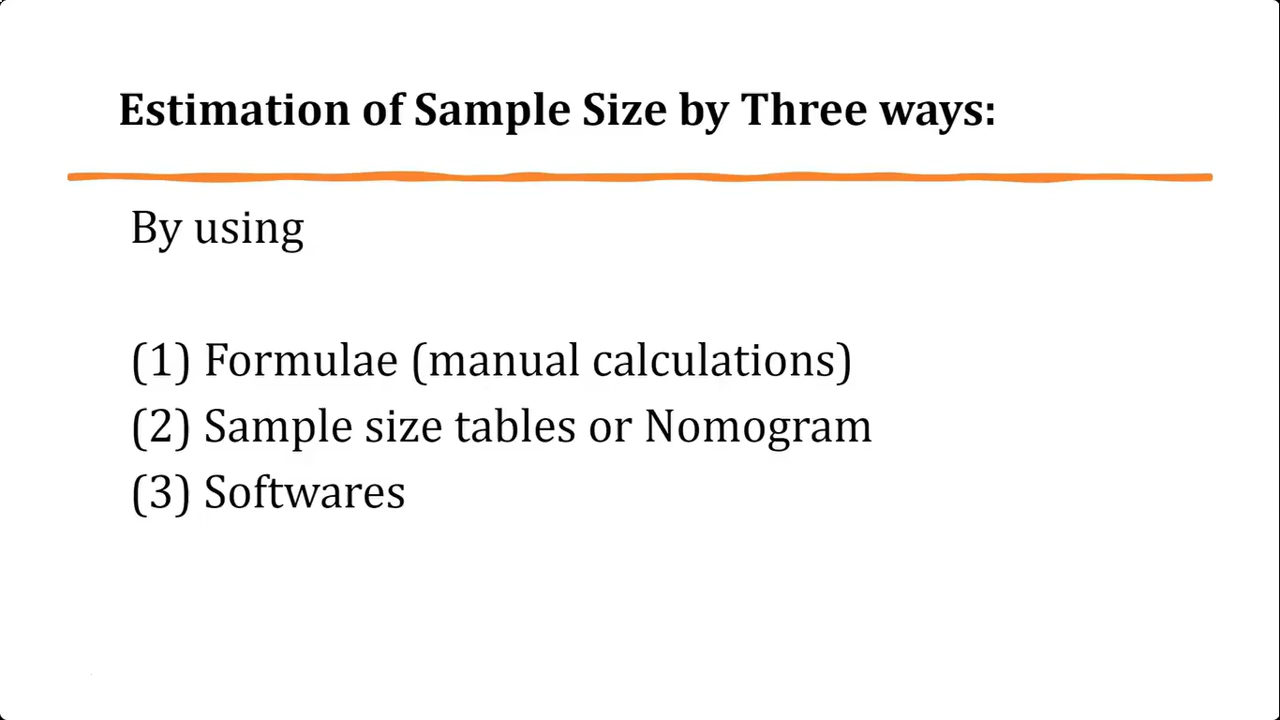 Estimation of Sample Size by Three ways:
By using
(1) Formulae (manual calculations)
(2) Sample size tables or Nomogram
(3) Softwares